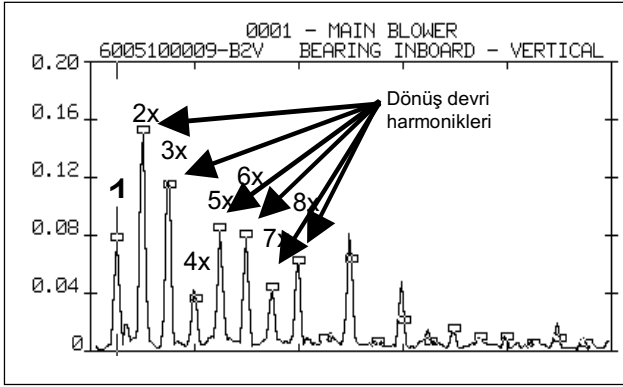 0001 - MAIN BLOWER
6005100009-B2V BEARING INBOARD - VERTICAL
0.20
0.16
0.12
0.08
0.04
0
1
2x
3x
4x
5x
6x
7x
8x
Dönüş devri
harmonikleri